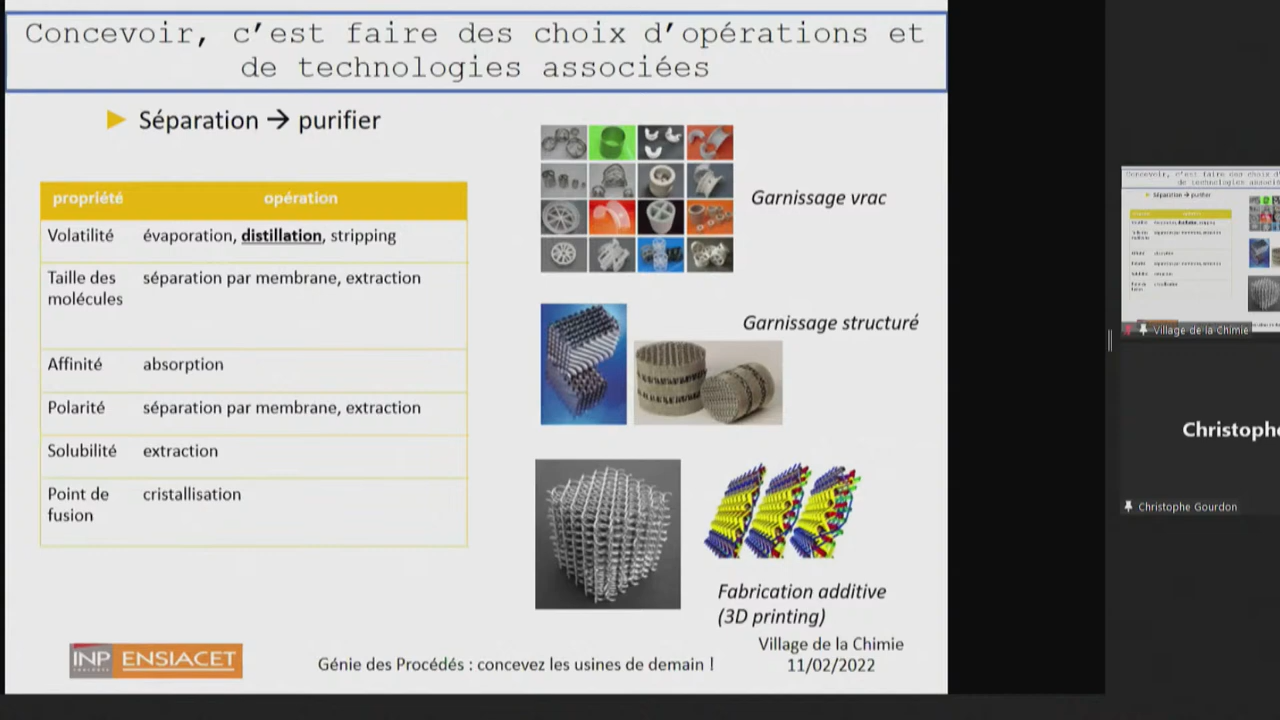 Concevoir, c’est faire des choix d’opérations et
de technologies associées
Séparation → purifier
propriété opération
Volatilité évaporation, distillation, stripping
Taille des molécules séparation par membrane, extraction
Affinité absorption
Polarité séparation par membrane, extraction
Solubilité extraction
Point de fusion cristallisation
Garnissage vrac
Garnissage structuré
Fabrication additive
(3D printing)
INP ENSIACET
Génie des Procédés : concevez les usines de demain !
Village de la Chimie
11/02/2022
Village de la Chimie
Christophe
Christophe Gourdon